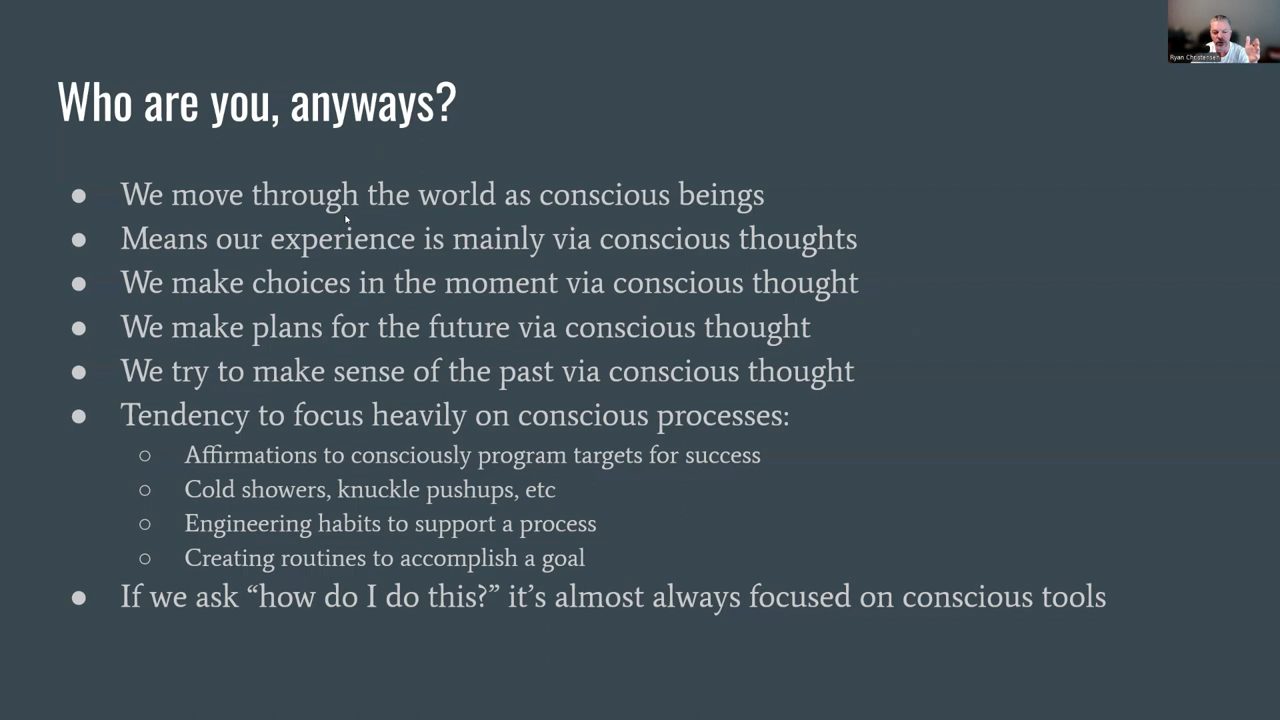 Who are you, anyways?
● We move through the world as conscious beings
● Means our experience is mainly via conscious thoughts
● We make choices in the moment via conscious thought
● We make plans for the future via conscious thought
● We try to make sense of the past via conscious thought
● Tendency to focus heavily on conscious processes:
○ Affirmations to consciously program targets for success
○ Cold showers, knuckle pushups, etc
○ Engineering habits to support a process
○ Creating routines to accomplish a goal
● If we ask “how do I do this?” it’s almost always focused on conscious tools
Ryan Christensen